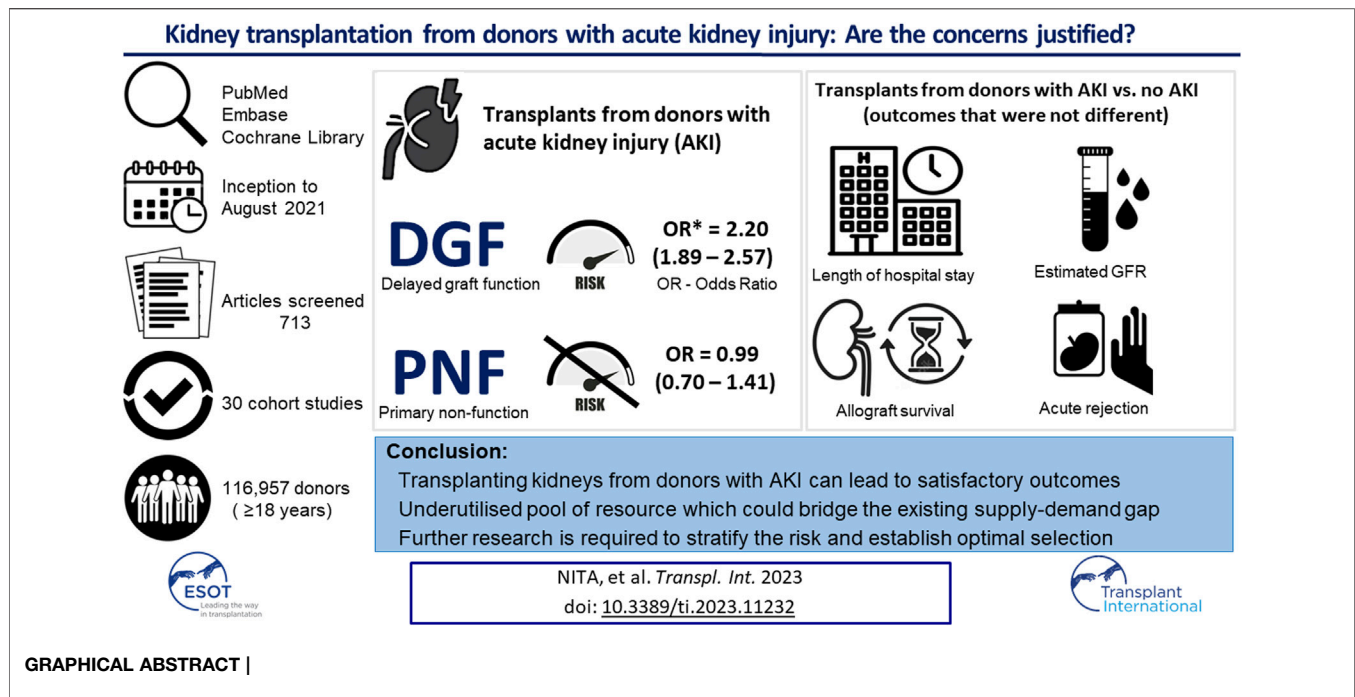 Kidney transplantation from donors with acute kidney injury: Are the concerns justified?
PubMed
Embase
Cochrane Library
Inception to
August 2021
Articles screened
713
30 cohort studies
116,957 donors
( ≥18 years)
Transplants from donors with
acute kidney injury (AKI)
DGF
Delayed graft function
RISK
OR* = 2.20
(1.89 – 2.57)
OR - Odds Ratio
PNF
Primary non-function
RISK
OR = 0.99
(0.70 – 1.41)
Transplants from donors with AKI vs. no AKI
(outcomes that were not different)
H
Length of hospital stay
Estimated GFR
Allograft survival
Acute rejection
Conclusion:
Transplanting kidneys from donors with AKI can lead to satisfactory outcomes
Underutilised pool of resource which could bridge the existing supply-demand gap
Further research is required to stratify the risk and establish optimal selection
ESOT
Leading the way
in transplantation
NITA, et al. Transpl. Int. 2023
doi: 10.3389/ti.2023.11232
Transplant
International
GRAPHICAL ABSTRACT |